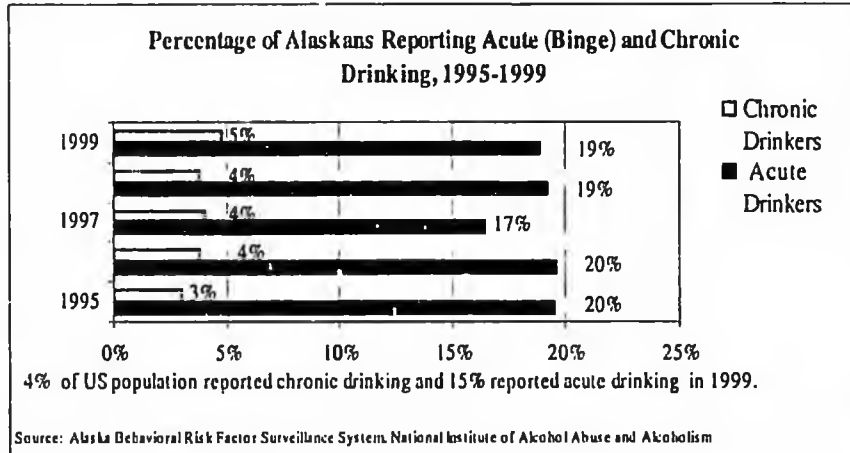 Percentage of Alaskans Reporting Acute (Binge) and Chronic
Drinking, 1995-1999
Chronic
Drinkers
Acute
Drinkers
1999
5%
19%
4%
19%
1997
4%
17%
4%
20%
1995
3%
20%
0% 5% 10% 15% 20% 25%
4% of US population reported chronic drinking and 15% reported acute drinking in 1999.
Source: Alaska Behavioral Risk Factor Surveillance System. National Institute of Alcohol Abuse and Alcoholism